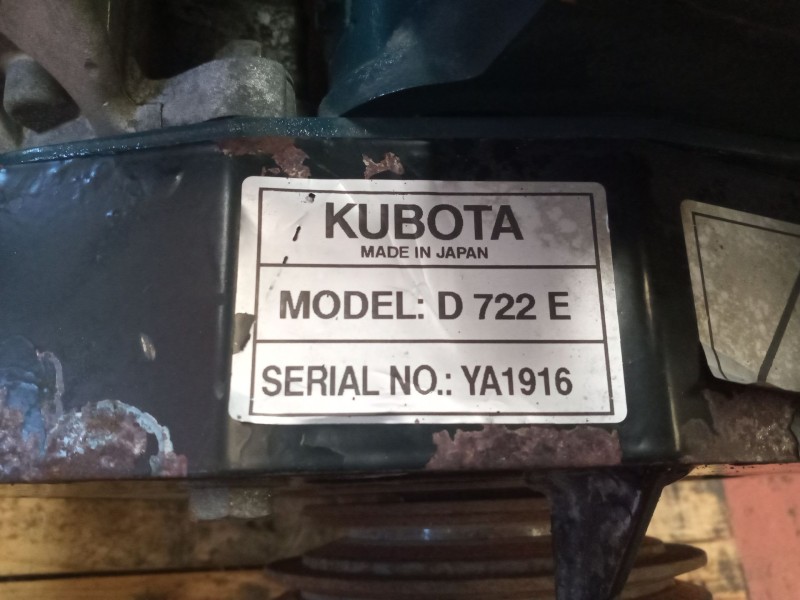 KUBOTA
MADE IN JAPAN
MODEL: D 722 E
SERIAL NO.: YA1916